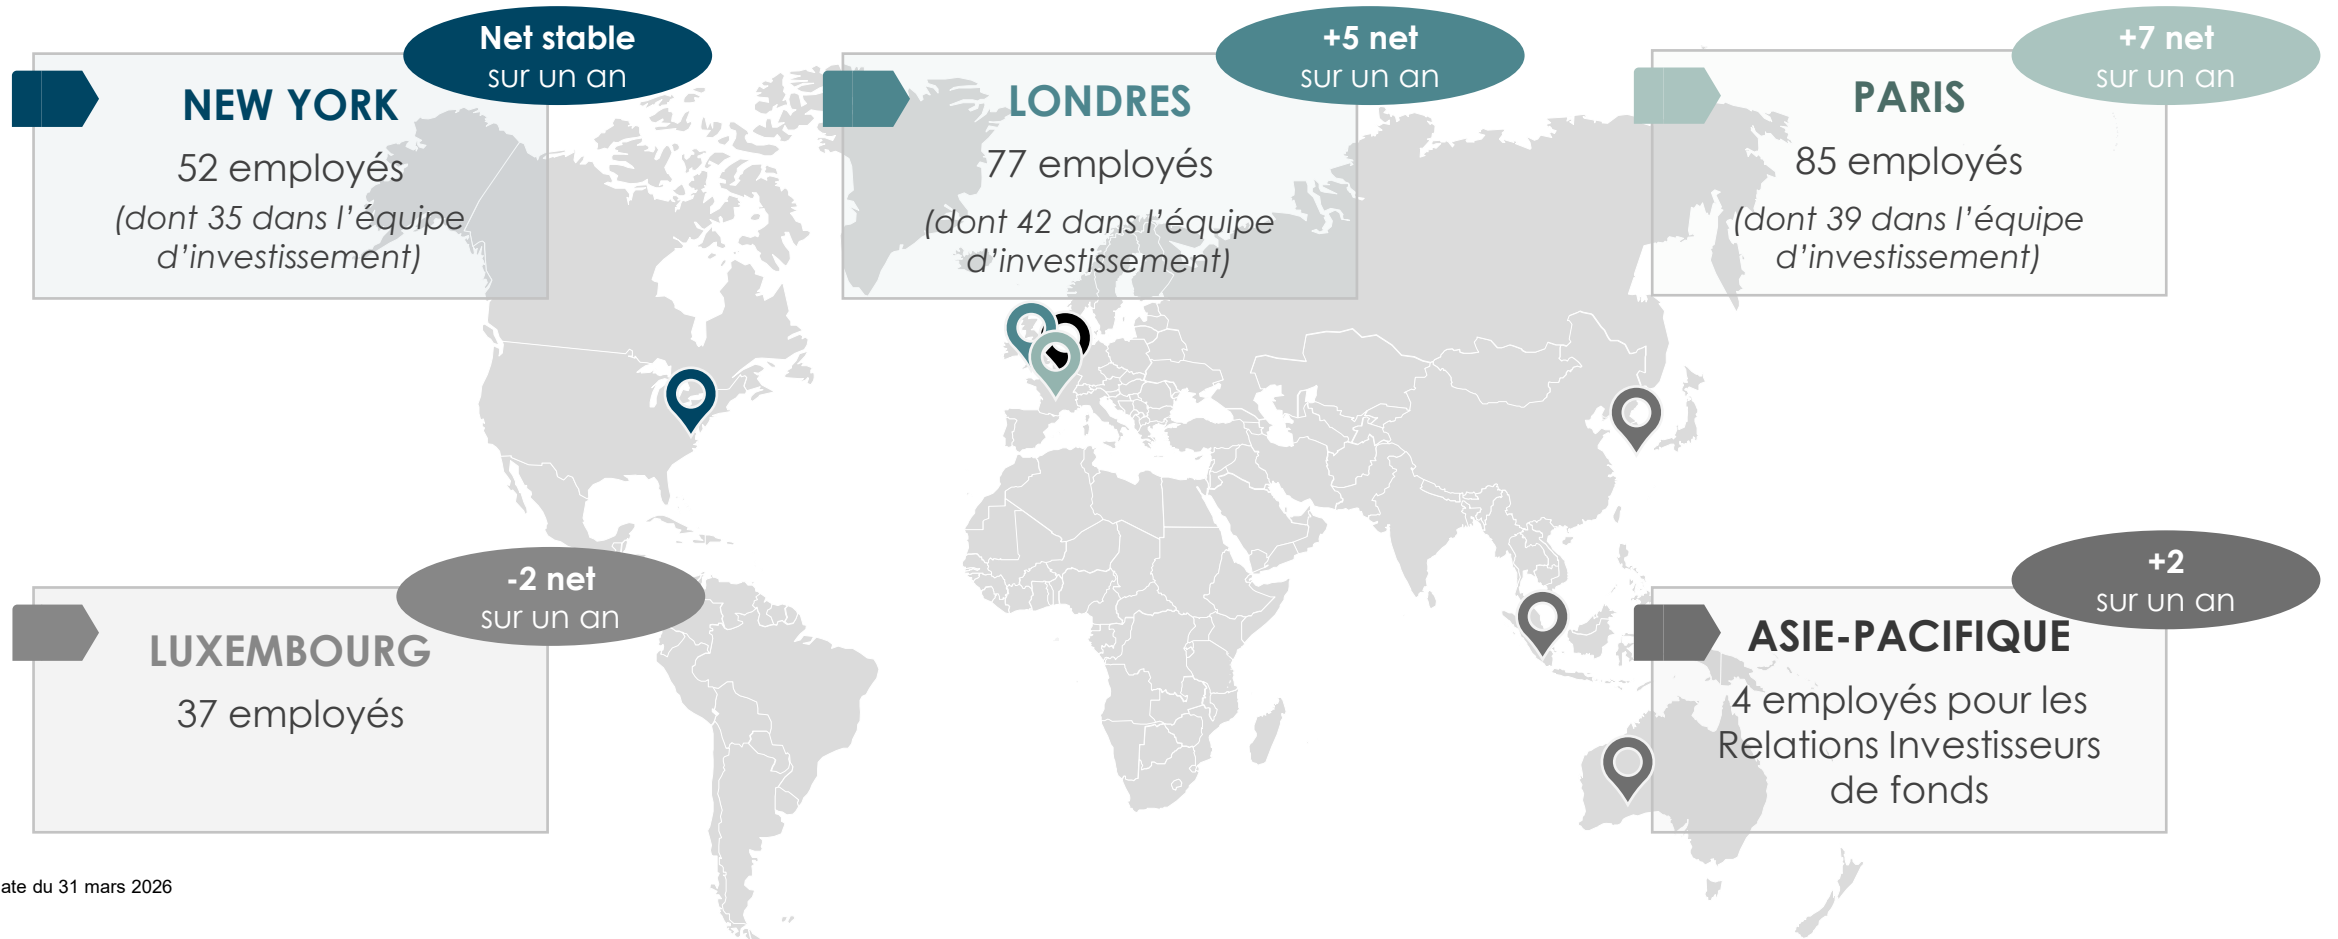 Net stable
sur un an
NEW YORK
52 employés
(dont 35 dans l’équipe
d’investissement)
+5 net
sur un an
LONDRES
77 employés
(dont 42 dans l’équipe
d’investissement)
+7 net
sur un an
PARIS
85 employés
(dont 39 dans l’équipe
d’investissement)
-2 net
sur un an
LUXEMBOURG
37 employés
+2
sur un an
ASIE-PACIFIQUE
4 employés pour les
Relations Investisseurs
de fonds
ate du 31 mars 2026